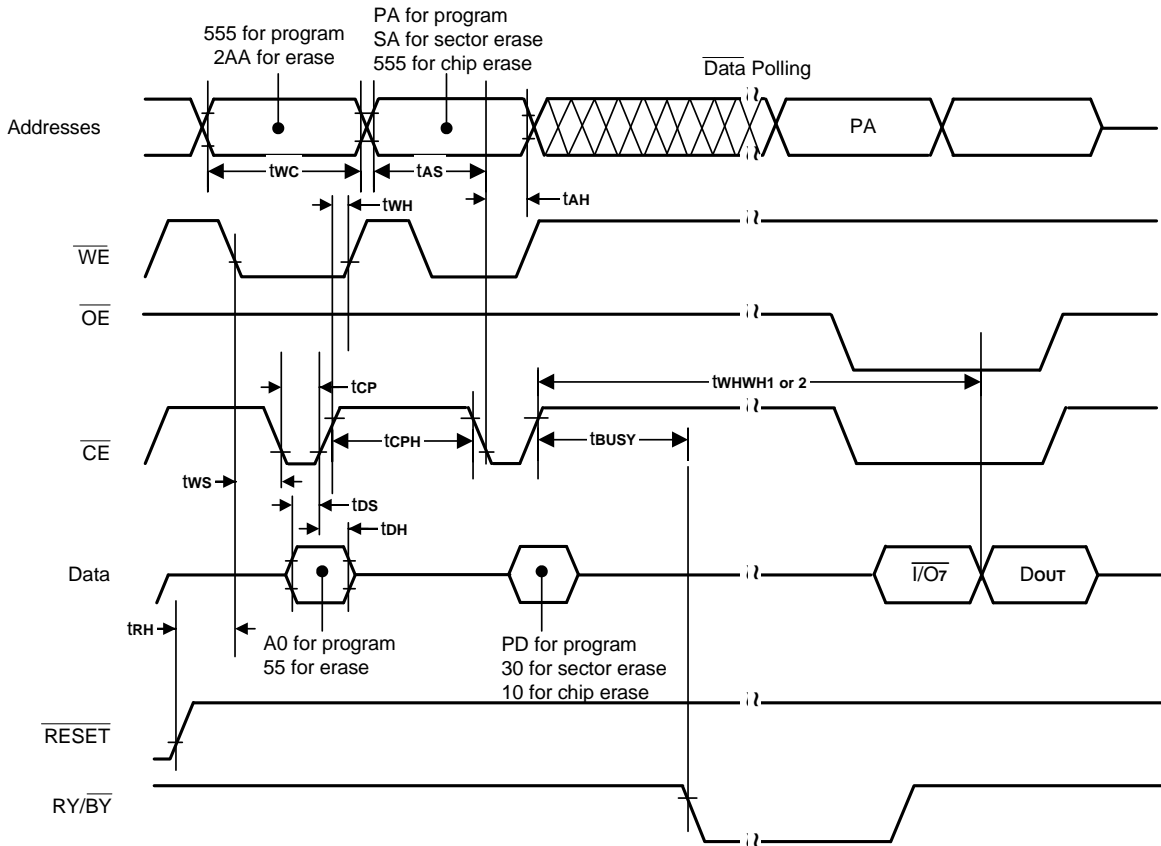 555 for program
2AA for erase
PA for program
SA for sector erase
555 for chip erase
Data Polling
Addresses
PA
tWC
tAS
tAH
tWH
WE
OE
tCP
tWHWH1 or 2
tCPH
tBUSY
CE
tWS
tDS
tDH
Data
I/O7
DOUT
tRH
A0 for program
55 for erase
PD for program
30 for sector erase
10 for chip erase
RESET
RY/BY